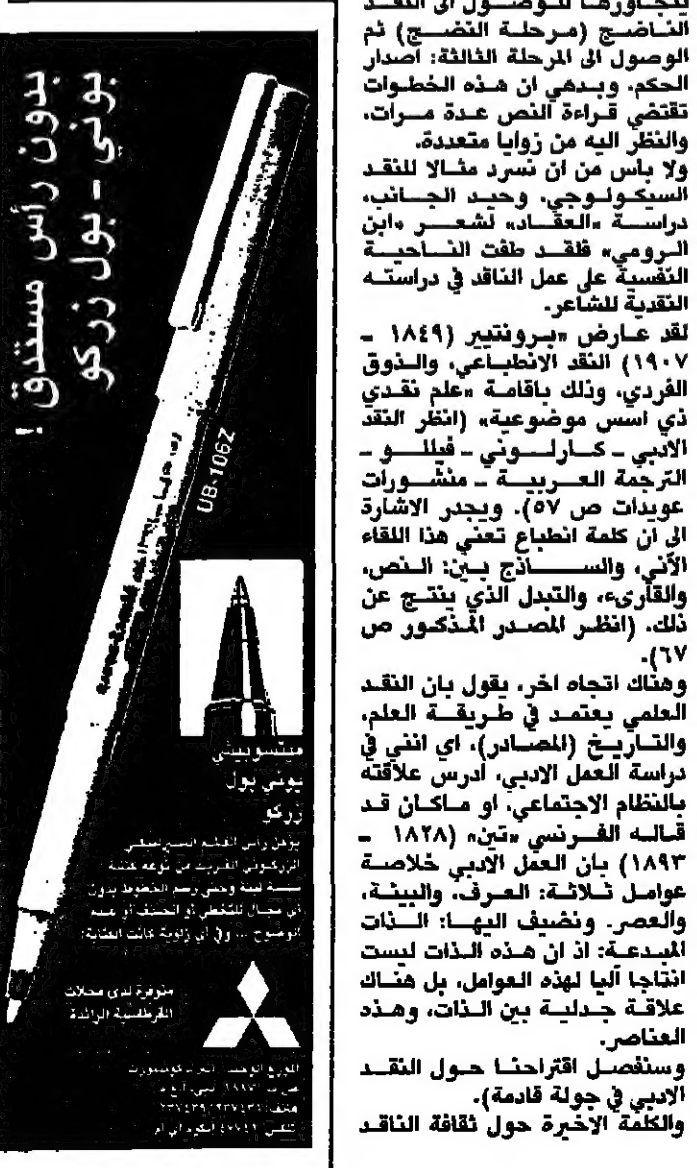 يتجاوزها للوصول الى النقد
الناضج (مرحلة النضج) ثم
الوصول الى المرحلة الثالثة: اصدار
الحكم. وبدهي ان هذه الخطوات
تقتضي قراءة النص عدة مرات.
والنظر اليه من زوايا متعددة.
ولا بأس من ان نسرد مثالا للنقد
السيكولوجي. وحيد الجانب.
دراسة «العقاد» لشعر «ابن
الرومي» فلقد طغت الناحية
النفسية على عمل الناقد في دراسته
النقدية للشاعر.
لقد عارض «برونتيير (١٨٤٩ -
١٩٠٧) النقد الانطباعي، والذوق
الفردي، وذلك باقامة «علم نقدي
ذي اسس موضوعية» (انظر النقد
الادبي - كارلوني - فيللو -
الترجمة العربية - منشورات
عويدات ص ٥٧). ويجدر الاشارة
الى ان كلمة انطباع تعني هذا اللقاء
الآني، والساذج بين: النص،
والقارىء، والتبدل الذي ينتج عن
ذلك. (انظر المصدر المذكور ص
٦٧).
وهناك اتجاه اخر، يقول بان النقد
العلمي يعتمد في طريقة العلم،
والتاريخ (المصادر)، اي انني في
دراسة العمل الادبي، ادرس علاقته
بالنظام الاجتماعي. او ماكان قد
قاله الفرنسي «تين» (١٨٢٨ -
١٨٩٣) بان العمل الادبي خلاصة
عوامل ثلاثة: العرف، والبيئة،
والعصر. ونضيف اليها: الذات
المبدعة: اذ ان هذه الذات ليست
انتاجا آليا لهذه العوامل، بل هناك
علاقة جدلية بين الذات، وهذه
العناصر.
وسنفصل اقتراحنا حول النقد
الادبي في جولة قادمة).
والكلمة الاخيرة حول ثقافة الناقد
بوني - بول زركو
بدون رأس مستدق !
UB-106Z
ميتسوبيشي
يوني بول
زركو
متوفرة لدى محلات
القرطاسية الرائدة